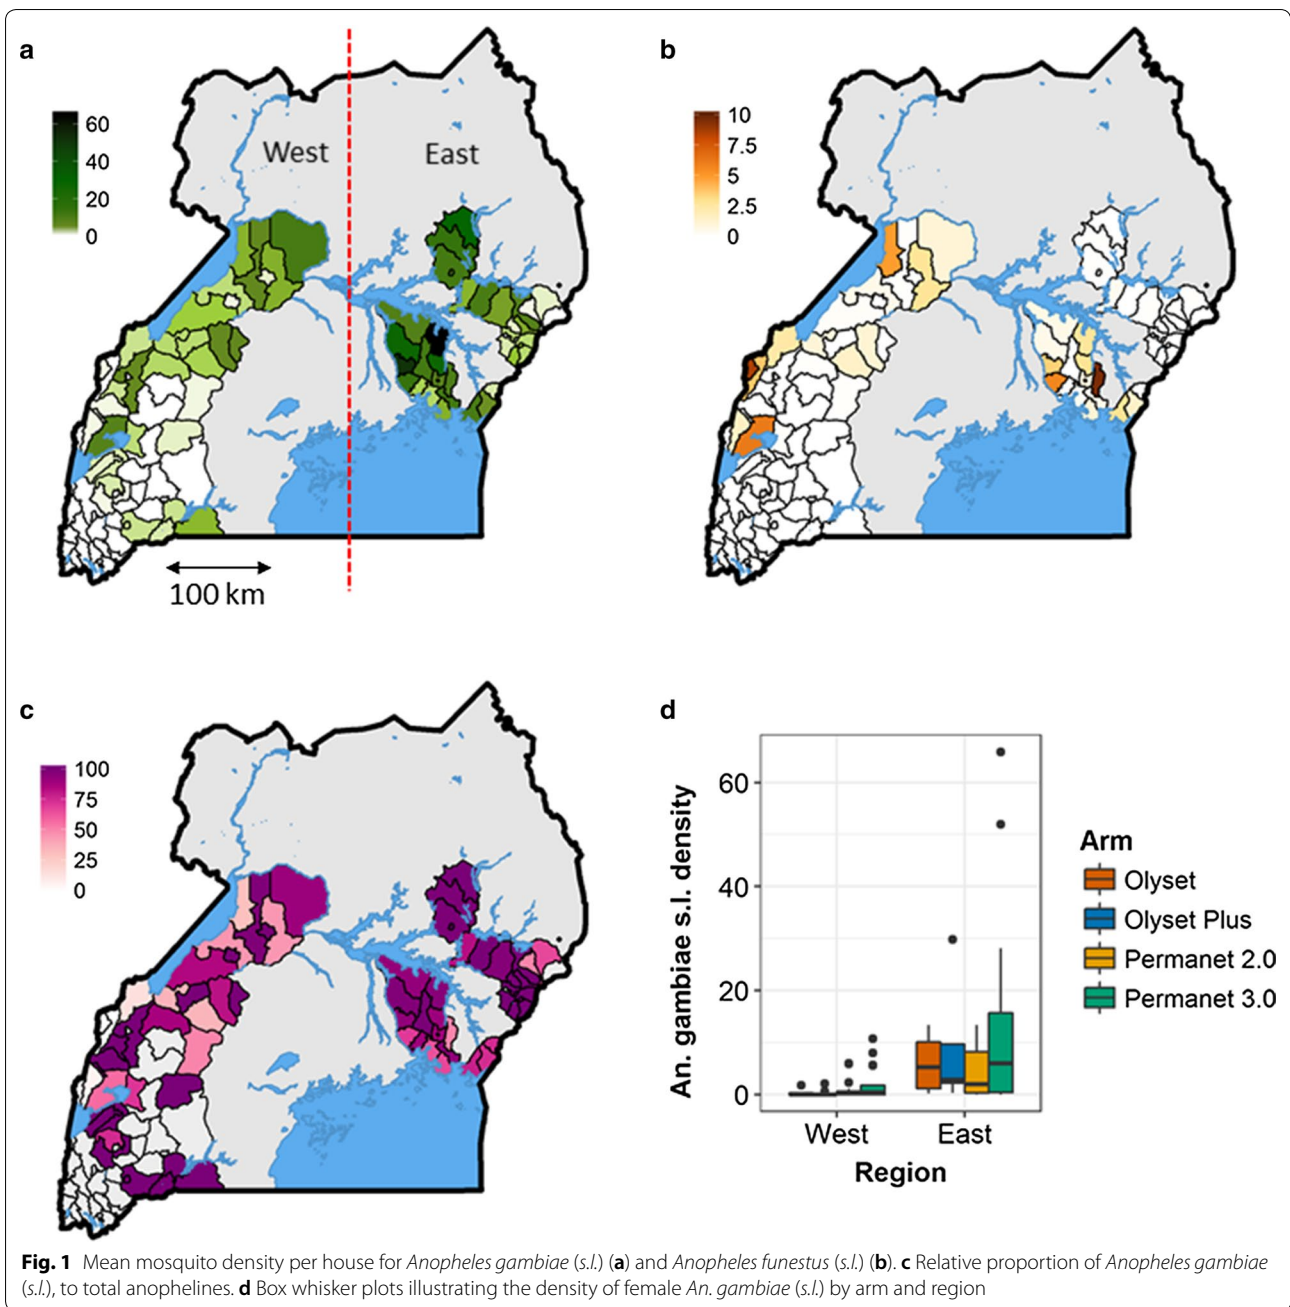 a
60
40
20
0
West
East
100 km
b
10
7.5
5
2.5
0
c
100
75
50
25
0
d
An. gambiae s.l. density
60
40
20
0
West
East
Region
Arm
Olyset
Olyset Plus
Permanet 2.0
Permanet 3.0
Fig. 1 Mean mosquito density per house for Anopheles gambiae (s.l.) (a) and Anopheles funestus (s.l.) (b). c Relative proportion of Anopheles gambiae
(s.l.), to total anophelines. d Box whisker plots illustrating the density of female An. gambiae (s.l.) by arm and region